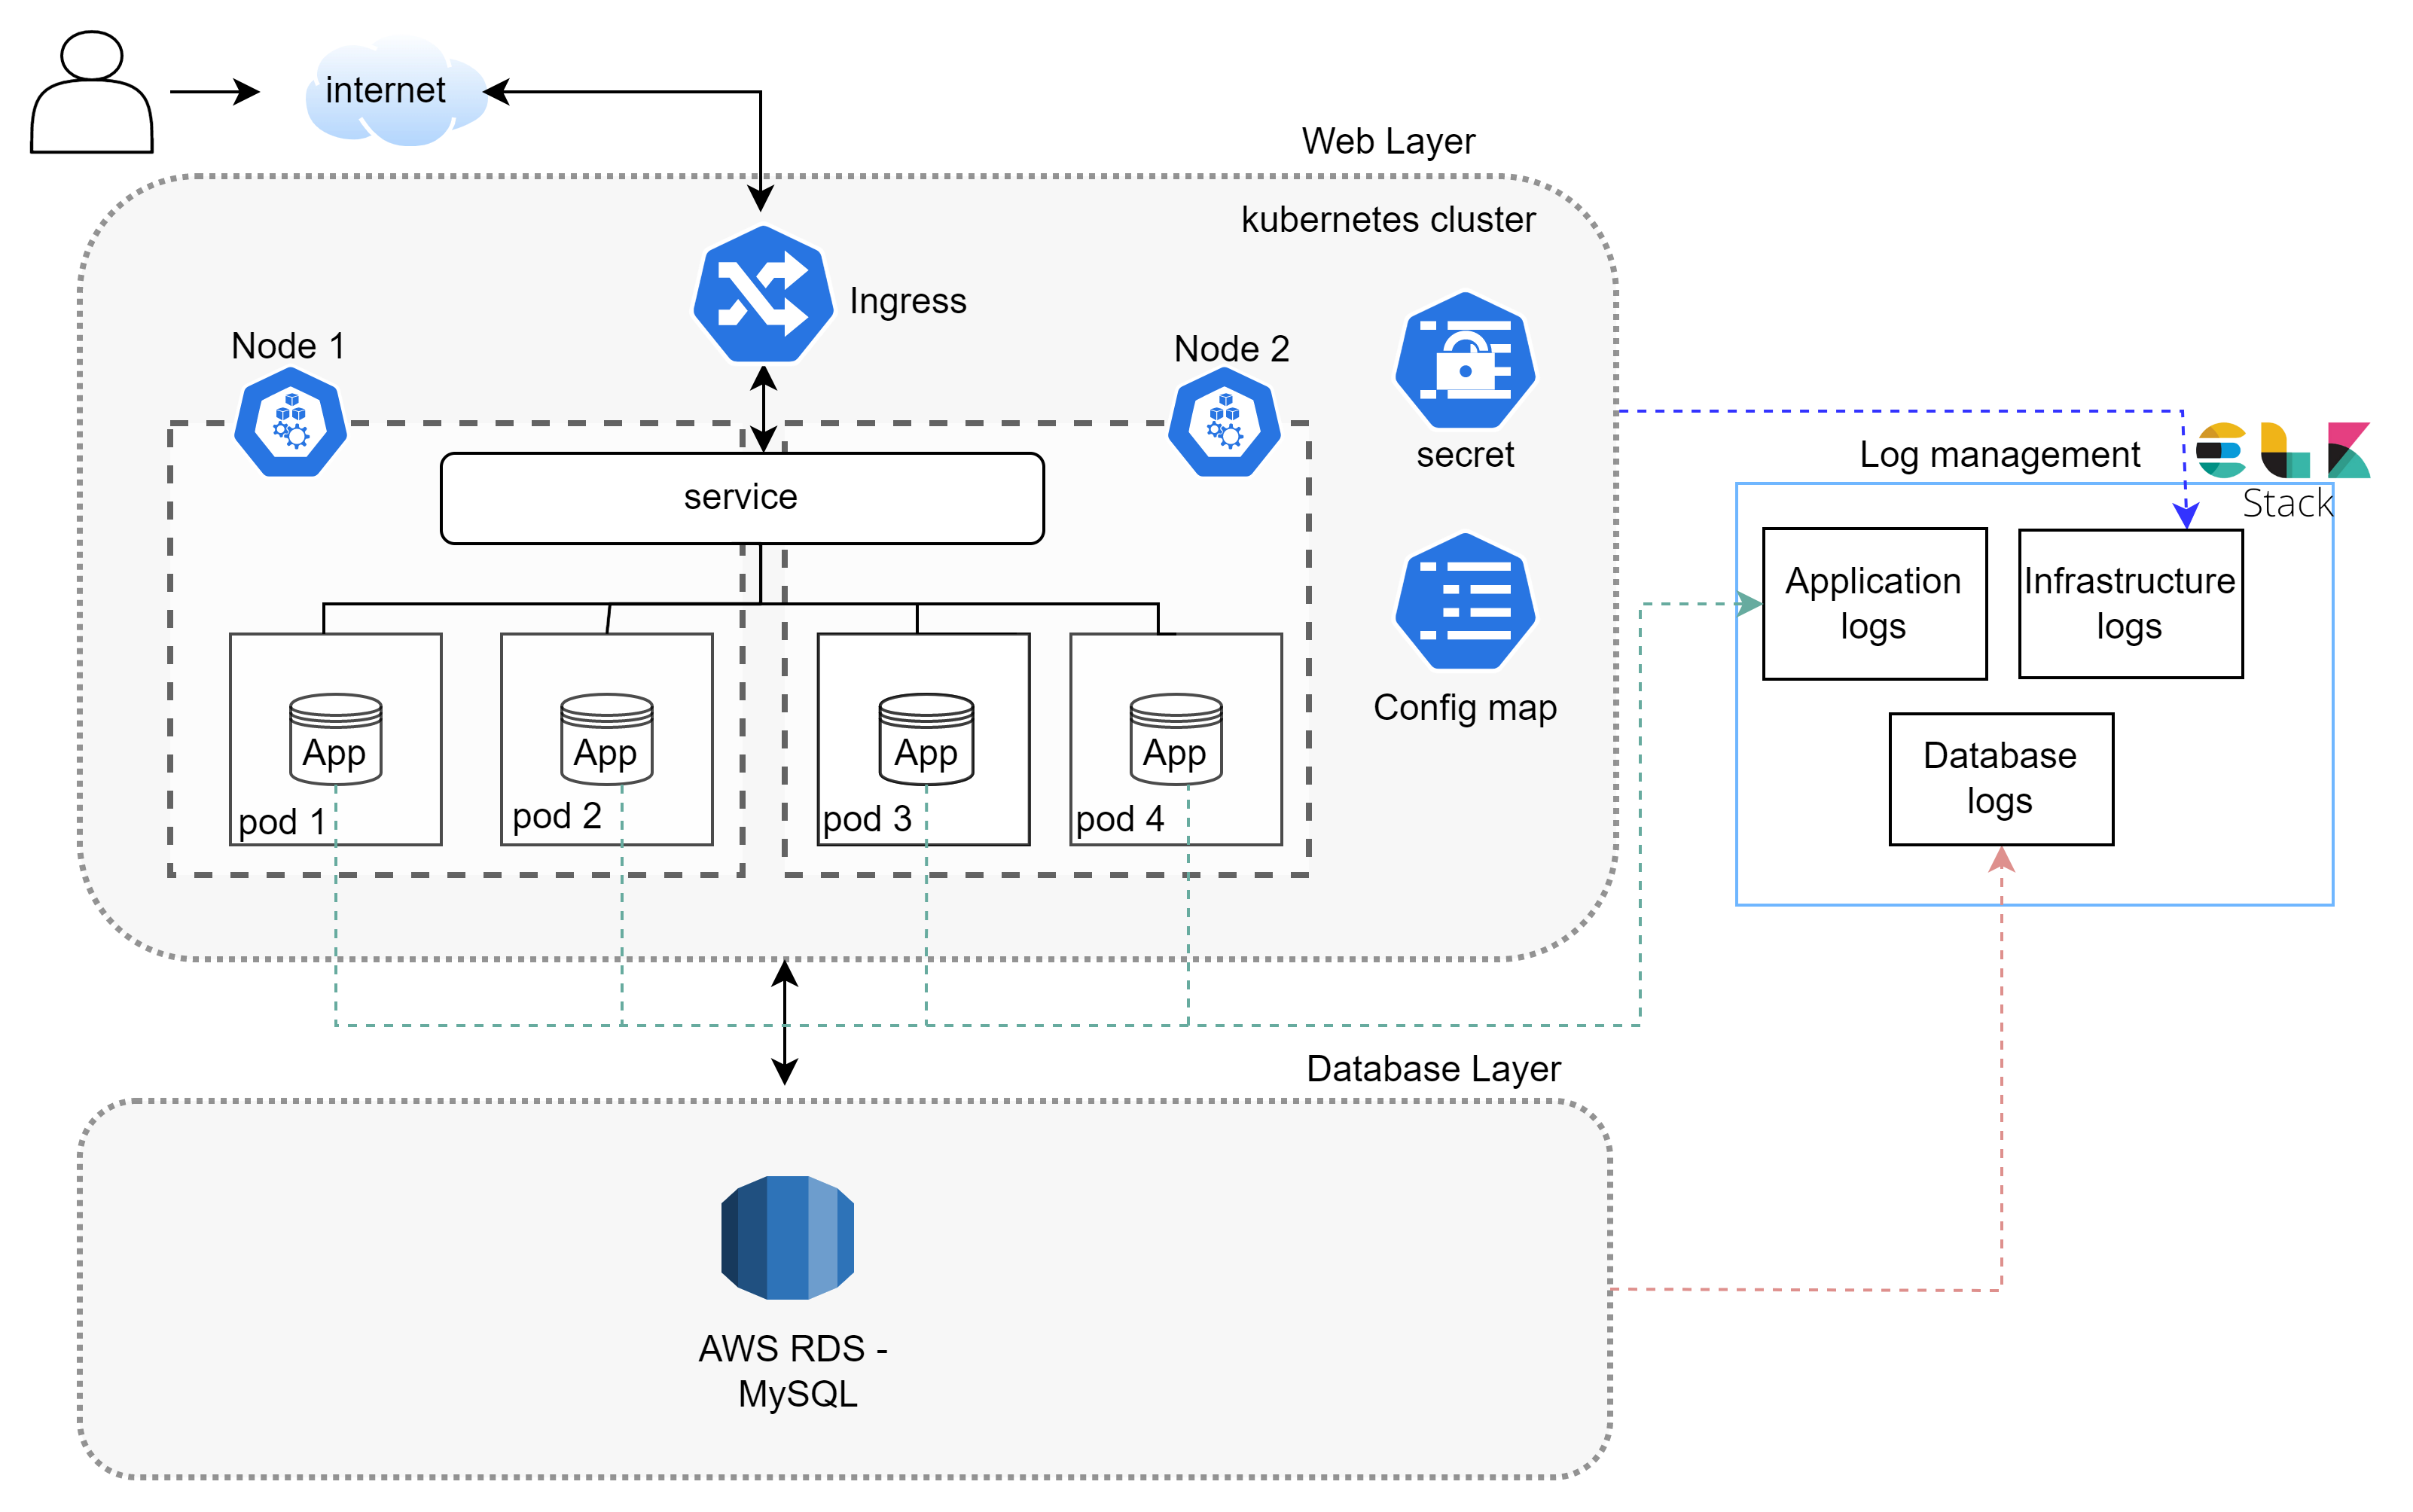 internet
Web Layer
kubernetes cluster
Ingress
Node 1
Node 2
secret
service
Config map
App
App
App
App
pod 1
pod 2
pod 3
pod 4
Log management
ELK
Stack
Application
logs
Infrastructure
logs
Database
logs
Database Layer
AWS RDS -
MySQL